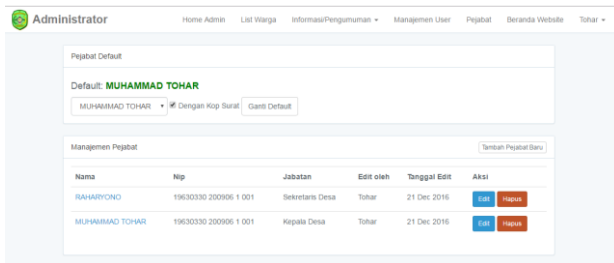 Administrator Home Admin List Warga Informasi/Pengumuman Manajemen User Pejabat Beranda Website Tohar
Pejabat Default
Default: MUHAMMAD TOHAR
MUHAMMAD TOHAR Dengan Kop Surat Ganti Default
Manajemen Pejabat Tambah Pejabat Baru
Nama Nip Jabatan Edit oleh Tanggal Edit Aksi
RAHARYONO 19630330 200906 1 001 Sekretaris Desa Tohar 21 Dec 2016 Edit Hapus
MUHAMMAD TOHAR 19630330 200906 1 001 Kepala Desa Tohar 21 Dec 2016 Edit Hapus